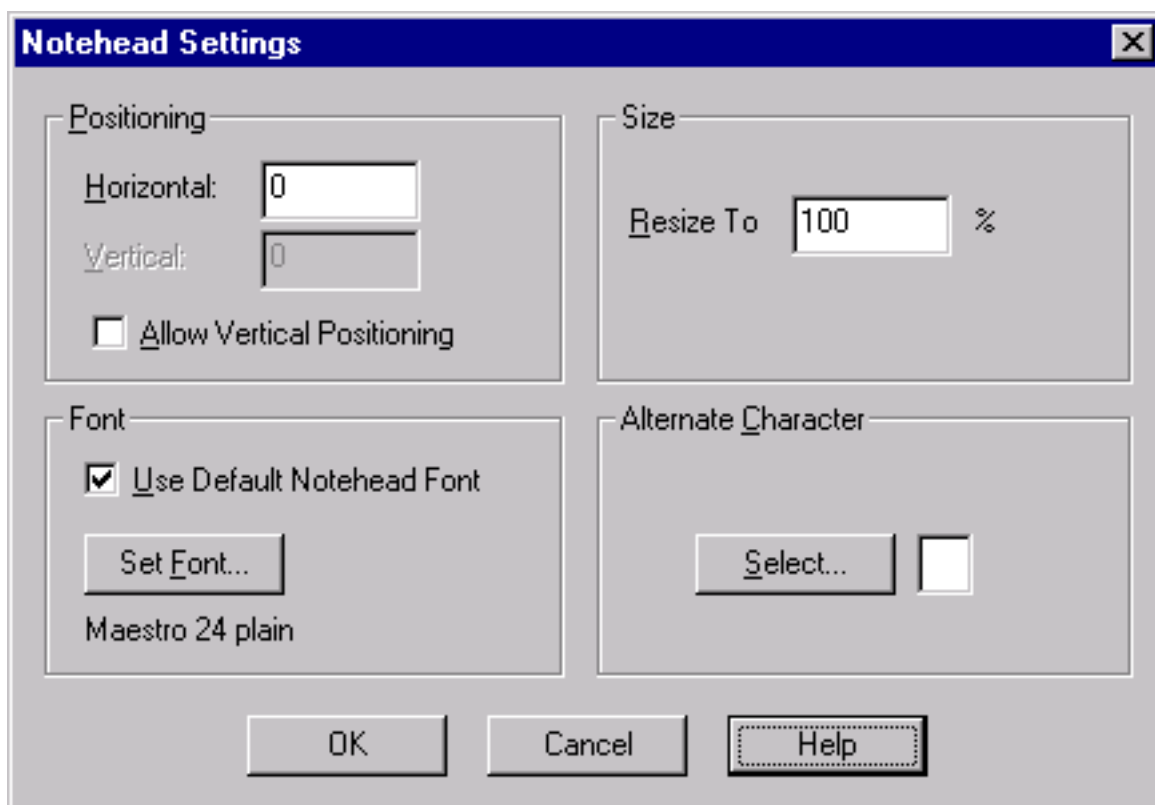 Notehead Settings
Positioning
Horizontal: 0
Vertical: 0
Allow Vertical Positioning
Size
Resize To 100 %
Font
Use Default Notehead Font
Set Font...
Maestro 24 plain
Alternate Character
Select...
OK Cancel Help